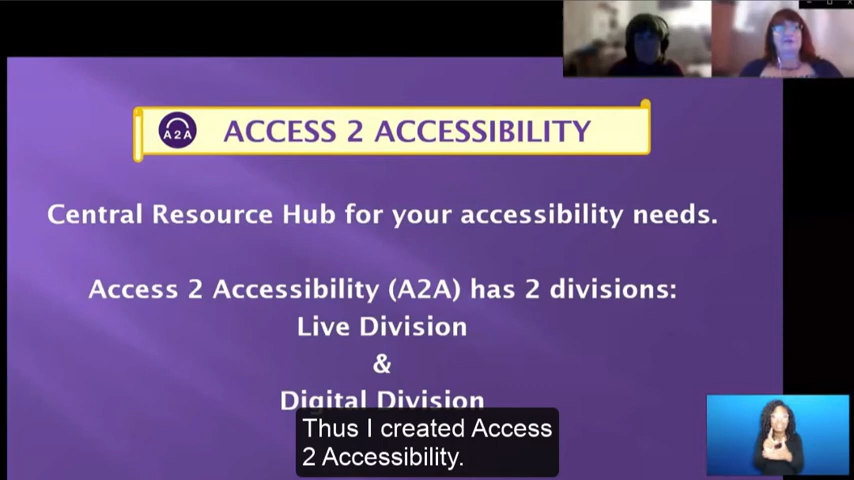 A2A ACCESS 2 ACCESSIBILITY
Central Resource Hub for your accessibility needs.
Access 2 Accessibility (A2A) has 2 divisions:
Live Division
&
Digital Division
Thus I created Access
2 Accessibility.